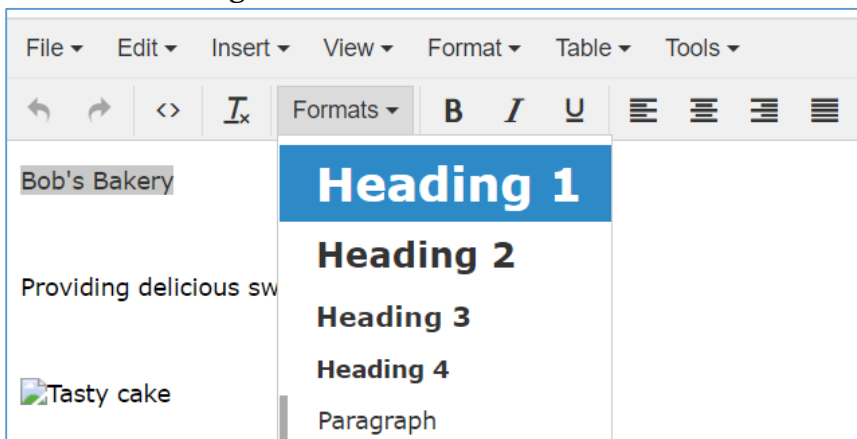 File Edit Insert View Format Table Tools
Formats B I U
Bob's Bakery
Heading 1
Heading 2
Providing delicious sw
Heading 3
Heading 4
Tasty cake
Paragraph